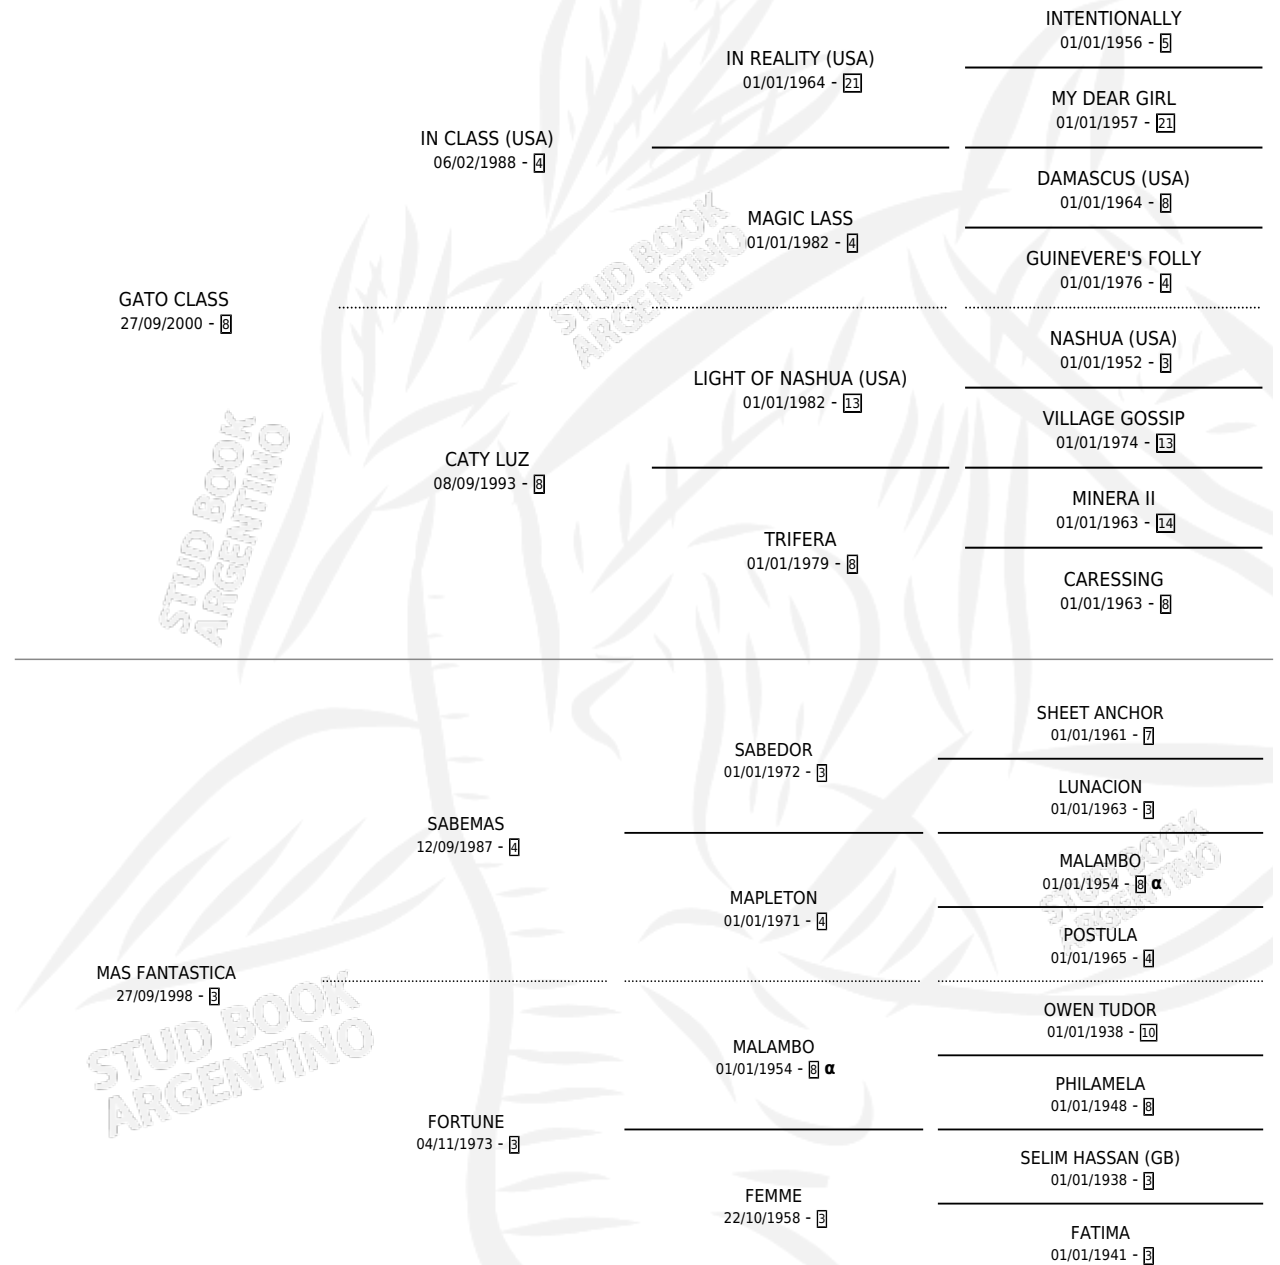 INTENTIONALLY
01/01/1956 - 5
IN REALITY (USA)
01/01/1964 - 21
MY DEAR GIRL
01/01/1957 - 21
IN CLASS (USA)
06/02/1988 - 4
DAMASCUS (USA)
01/01/1964 - 8
MAGIC LASS
01/01/1982 - 4
GUINEVERE'S FOLLY
01/01/1976 - 4
GATO CLASS
27/09/2000 - 8
NASHUA (USA)
01/01/1952 - 3
LIGHT OF NASHUA (USA)
01/01/1982 - 13
VILLAGE GOSSIP
01/01/1974 - 13
CATY LUZ
08/09/1993 - 8
MINERA II
01/01/1963 - 14
TRIFERA
01/01/1979 - 8
CARESSING
01/01/1963 - 8
SHEET ANCHOR
01/01/1961 - 7
SABEDOR
01/01/1972 - 3
LUNACION
01/01/1963 - 3
SABEMAS
12/09/1987 - 4
MALAMBO
01/01/1954 - 8 α
MAPLETON
01/01/1971 - 4
POSTULA
01/01/1965 - 4
MAS FANTASTICA
27/09/1998 - 3
OWEN TUDOR
01/01/1938 - 10
MALAMBO
01/01/1954 - 8 α
PHILAMELA
01/01/1948 - 8
FORTUNE
04/11/1973 - 3
SELIM HASSAN (GB)
01/01/1938 - 3
FEMME
22/10/1958 - 3
FATIMA
01/01/1941 - 3
STUD BOOK
ARGENTINO
STUD BOOK
ARGENTINO
STUD BOOK
ARGENTINO
STUD BOOK
ARGENTINO